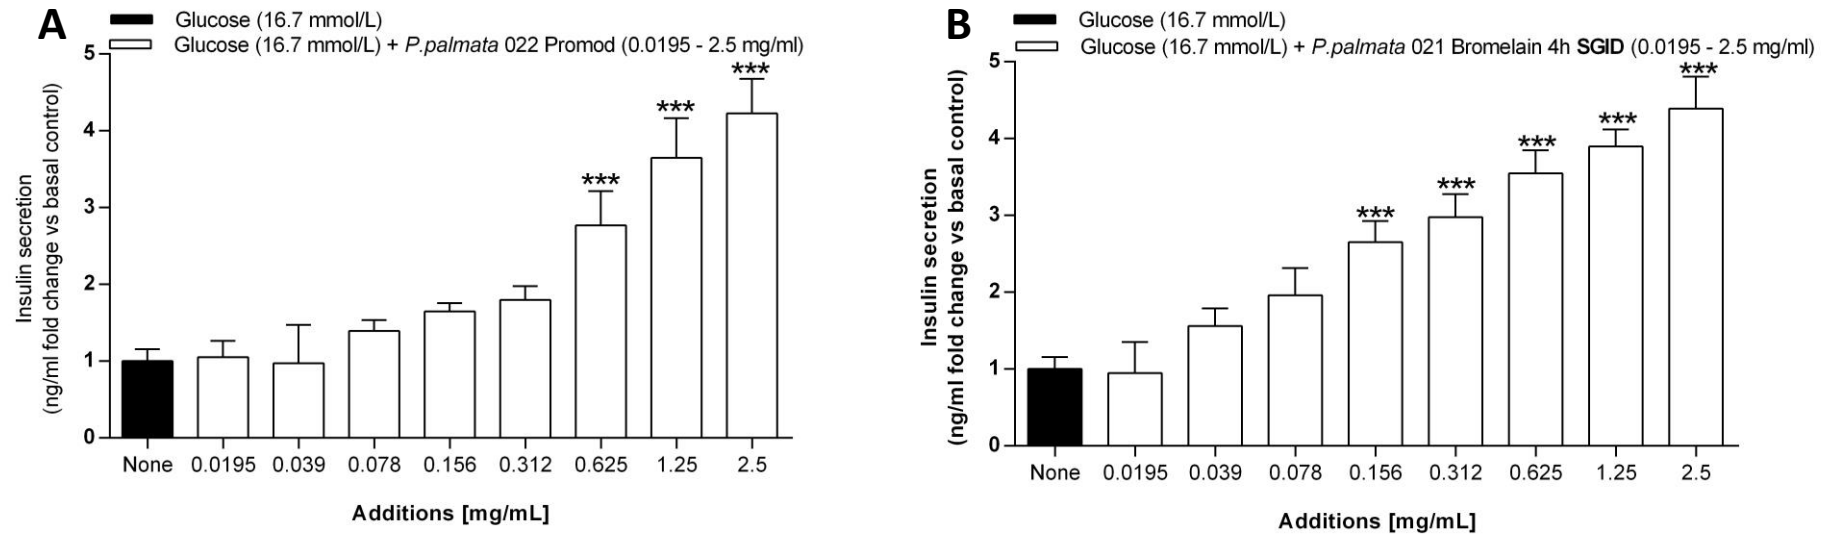 A
Glucose (16.7 mmol/L)
Glucose (16.7 mmol/L) + P.palmata 022 Promod (0.0195 - 2.5 mg/ml)
Insulin secretion
(ng/ml fold change vs basal control)
5
4
3
2
1
0
***
***
***
None 0.0195 0.039 0.078 0.156 0.312 0.625 1.25 2.5
Additions [mg/mL]
B
Glucose (16.7 mmol/L)
Glucose (16.7 mmol/L) + P.palmata 021 Bromelain 4h SGID (0.0195 - 2.5 mg/ml)
Insulin secretion
(ng/ml fold change vs basal control)
5
4
3
2
1
0
***
***
***
***
***
None 0.0195 0.039 0.078 0.156 0.312 0.625 1.25 2.5
Additions [mg/mL]